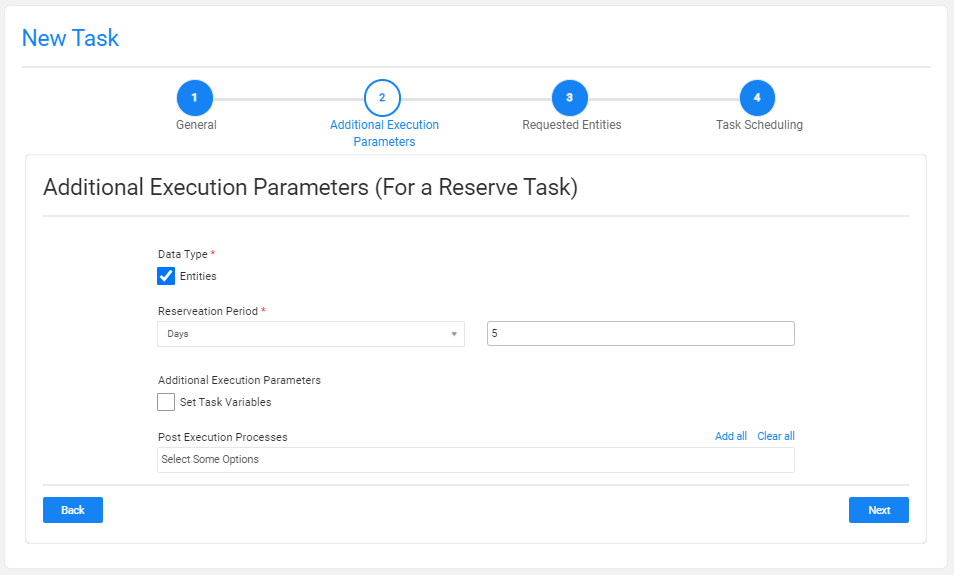 New Task
1
2
3
4
General
Additional Execution
Parameters
Requested Entities
Task Scheduling
Additional Execution Parameters (For a Reserve Task)
Data Type *
Entities
Reserveation Period *
Days
5
Additional Execution Parameters
Set Task Variables
Post Execution Processes
Add all
Clear all
Select Some Options
Back
Next